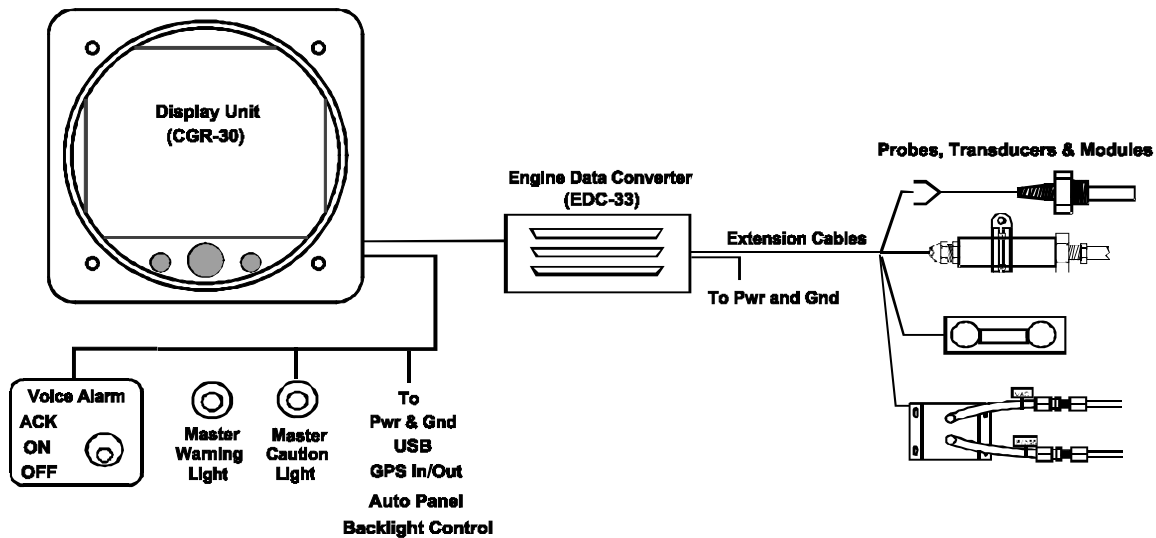 Display Unit
(CGR-30)
Probes, Transducers & Modules
Engine Data Converter
(EDC-33)
Extension Cables
To Pwr and Gnd
Voice Alarm
ACK
ON
OFF
Master
Warning
Light
Master
Caution
Light
To
Pwr & Gnd
USB
GPS In/Out
Auto Panel
Backlight Control